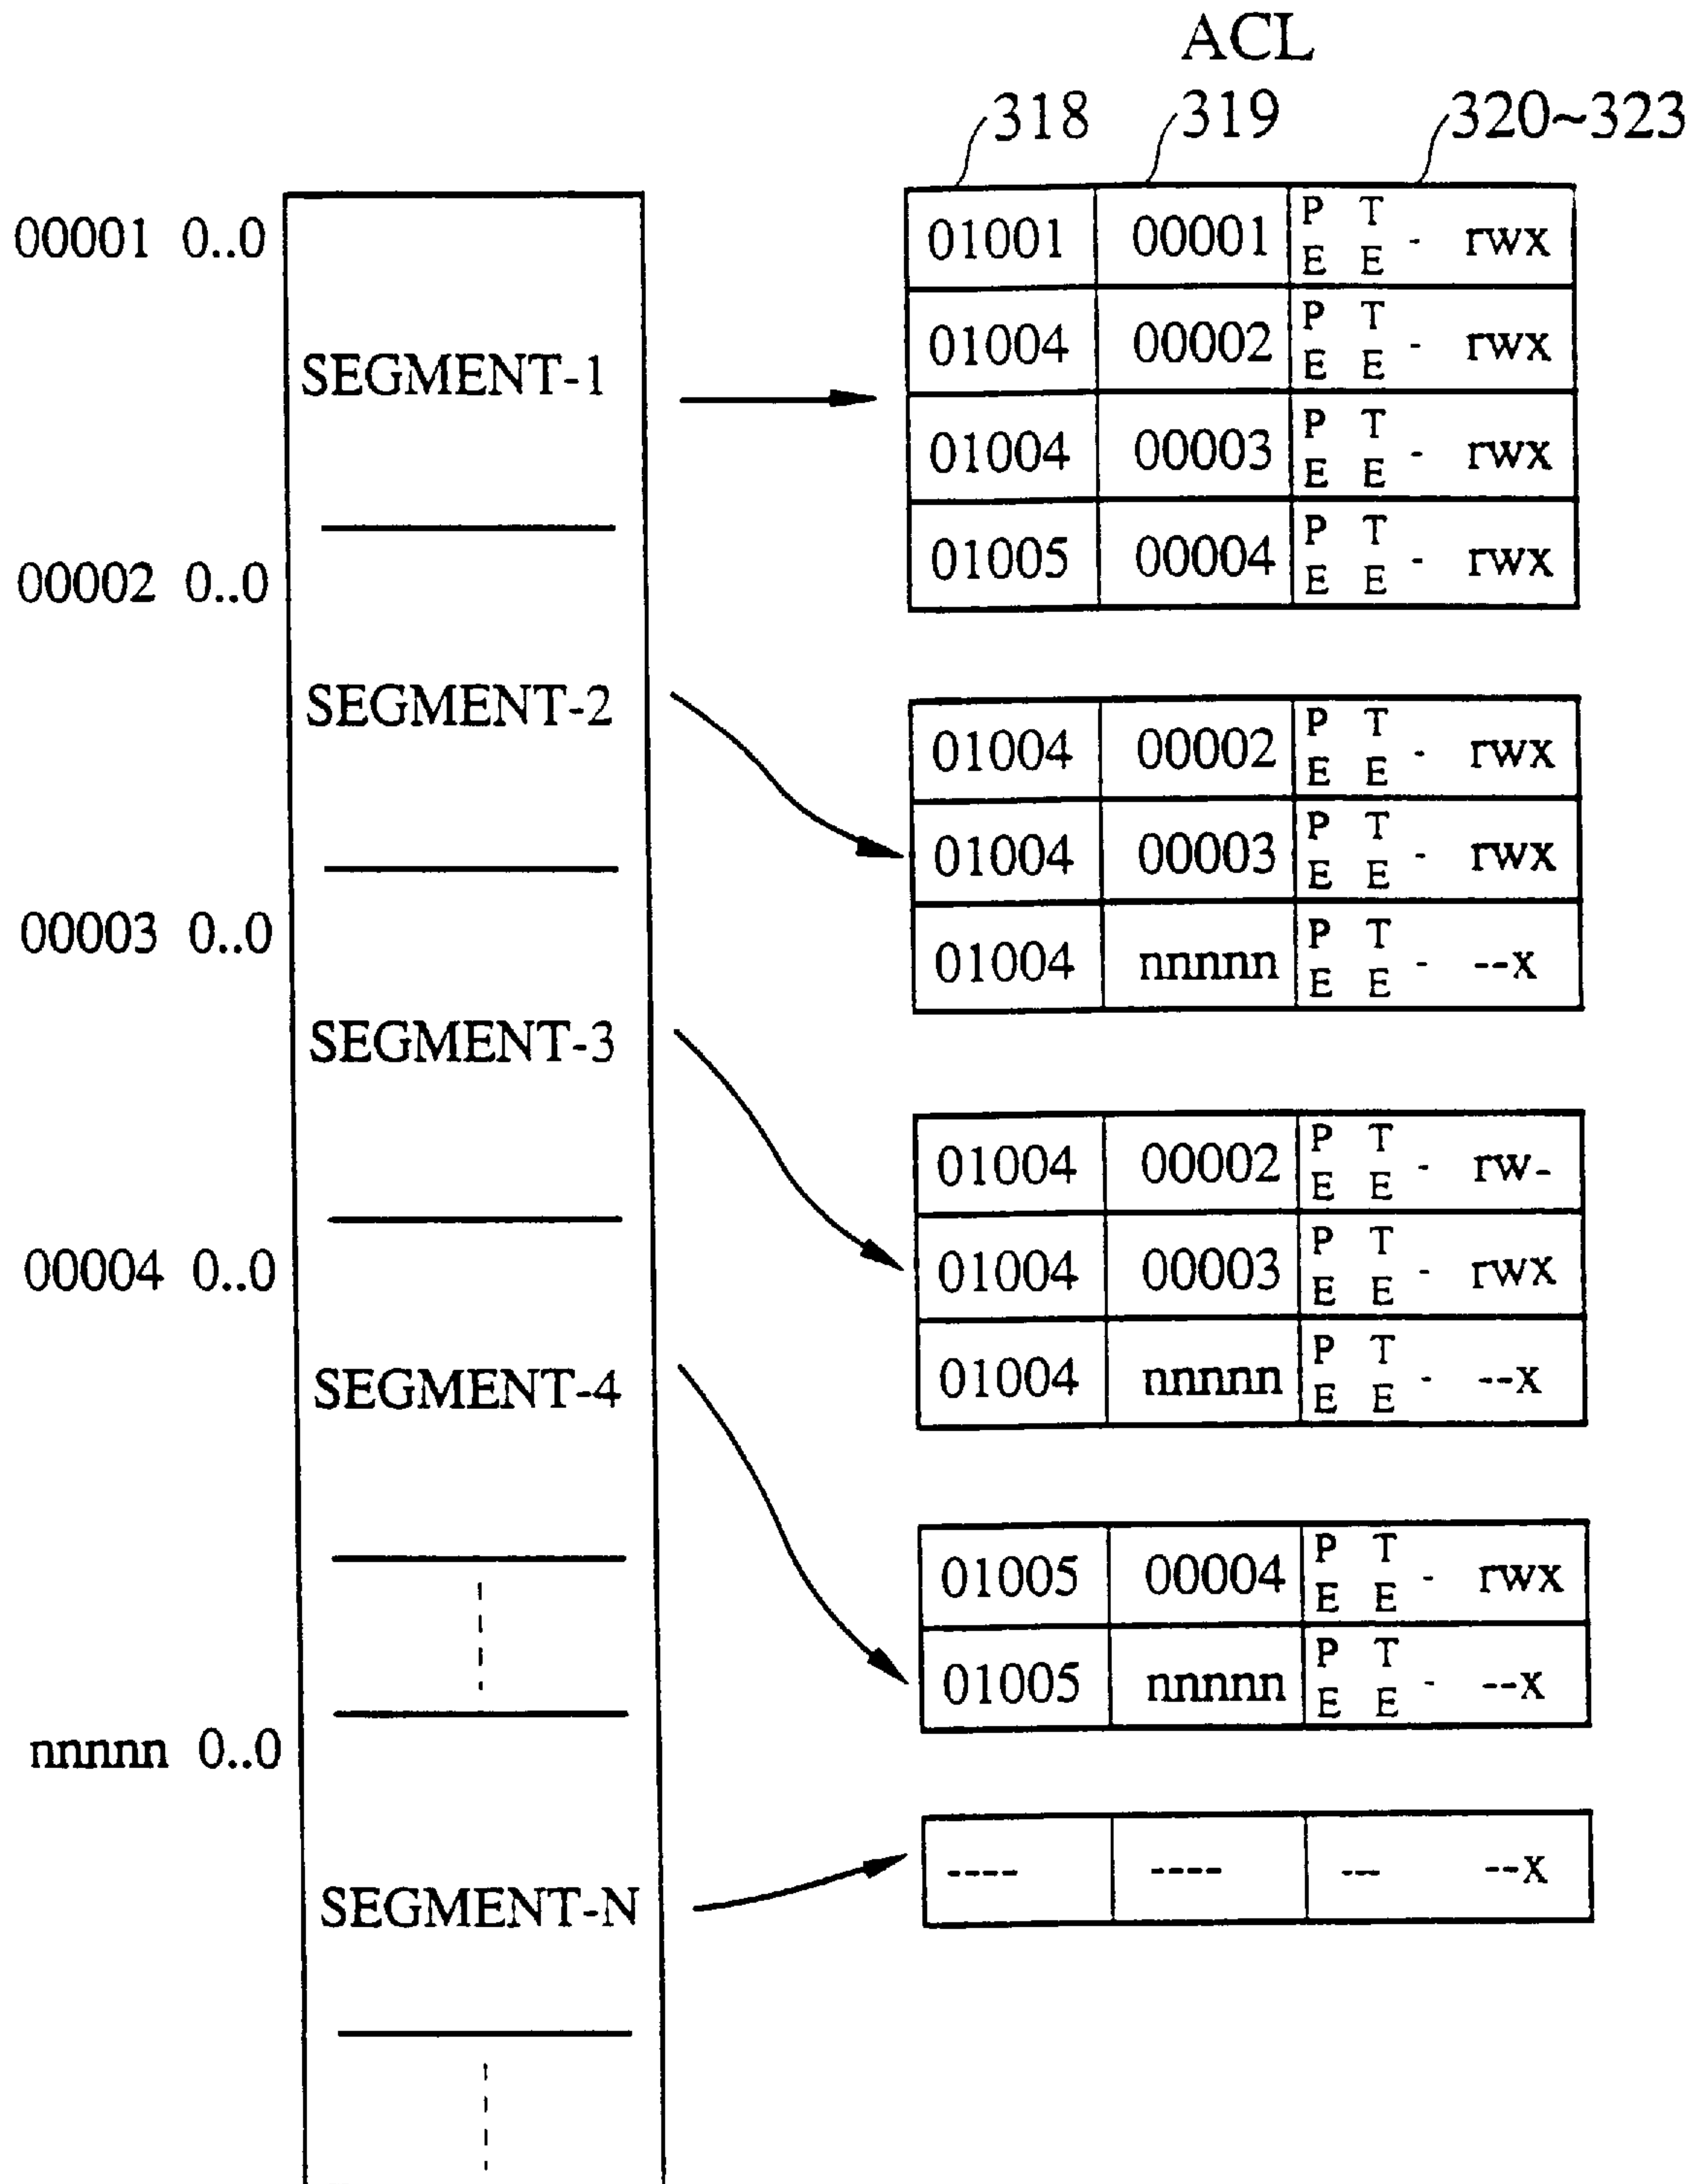 ACL
318 319 320~323
00001 0..0
SEGMENT-1
00002 0..0
SEGMENT-2
00003 0..0
SEGMENT-3
00004 0..0
SEGMENT-4
nnnnn 0..0
SEGMENT-N
01001 00001 P T - rwx
E E
01004 00002 P T - rwx
E E
01004 00003 P T - rwx
E E
01005 00004 P T - rwx
E E
01004 00002 P T - rwx
E E
01004 00003 P T - rwx
E E
01004 nnnnn P T - --x
E E
01004 00002 P T - rw-
E E
01004 00003 P T - rwx
E E
01004 nnnnn P T - --x
E E
01005 00004 P T - rwx
E E
01005 nnnnn P T - --x
E E
---- ---- --- --x